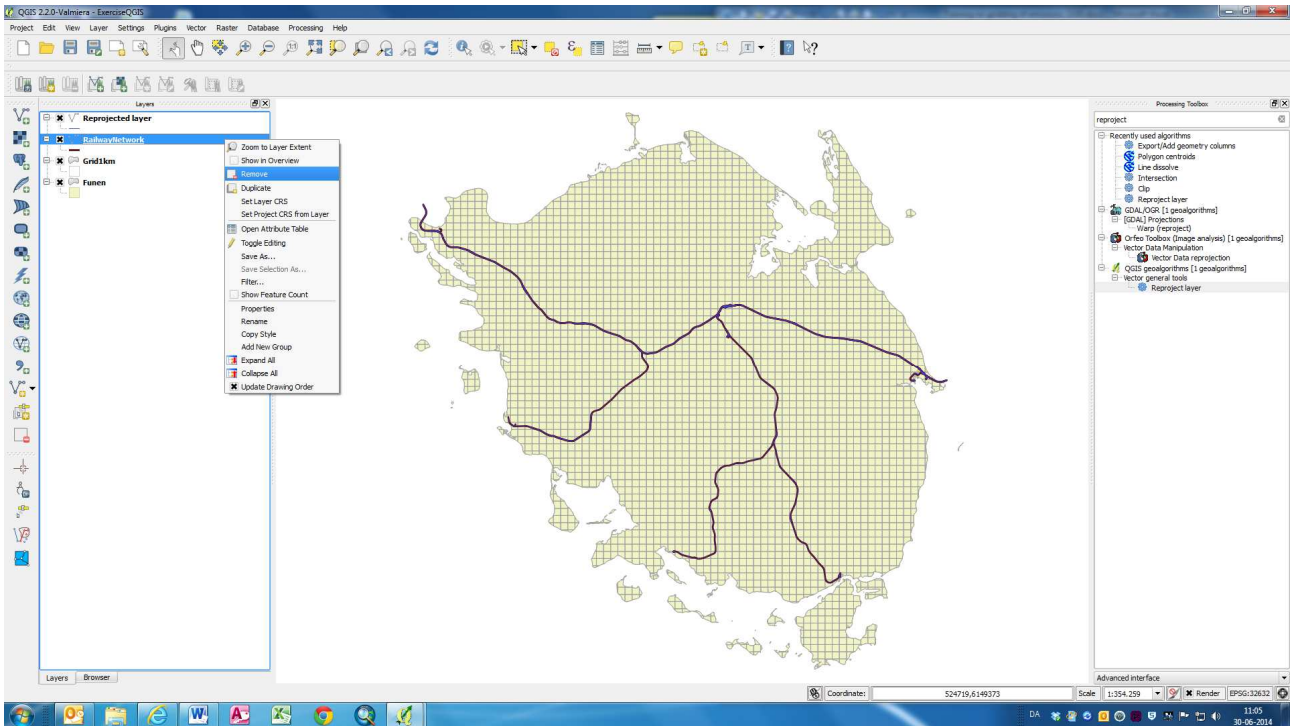 QGIS 2.2.0-Valmiera - ExerciseQGIS
Project Edit View Layer Settings Plugins Vector Raster Database Processing Help
Layers
Reprojected layer
RailwayNetwork
Grid1km
Funen
Zoom to Layer Extent
Show in Overview
Remove
Duplicate
Set Layer CRS
Set Project CRS from Layer
Open Attribute Table
Toggle Editing
Save As...
Save Selection As...
Filter...
Show Feature Count
Properties
Rename
Copy Style
Add New Group
Expand All
Collapse All
Update Drawing Order
Processing Toolbox
reproject
Recently used algorithms
Export/Add geometry columns
Polygon centroids
Line dissolve
Intersection
Clip
Reproject layer
GDAL/OGR [1 geoalgorithms]
[GDAL] Projections
Warp (reproject)
Orfeo Toolbox (Image analysis) [1 geoalgorithms]
Vector Data Manipulation
Vector Data reprojection
QGIS geoalgorithms [1 geoalgorithms]
Vector general tools
Reproject layer
Layers Browser
Advanced interface
Coordinate: 524719,6149373 Scale 1:354.259 Render EPSG:32632
DA 11:05
30-06-2014